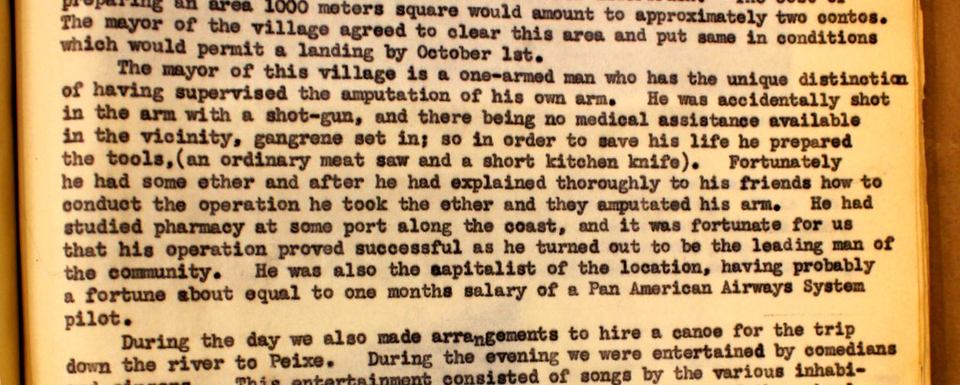 preparing an area 1000 meters square would amount to approximately two contos.
The mayor of the village agreed to clear this area and put same in conditions
which would permit a landing by October 1st.
The mayor of this village is a one-armed man who has the unique distinction
of having supervised the amputation of his own arm. He was accidentally shot
in the arm with a shot-gun, and there being no medical assistance available
in the vicinity, gangrene set in; so in order to save his life he prepared
the tools,(an ordinary meat saw and a short kitchen knife). Fortunately
he had some ether and after he had explained thoroughly to his friends how to
conduct the operation he took the ether and they amputated his arm. He had
studied pharmacy at some port along the coast, and it was fortunate for us
that his operation proved successful as he turned out to be the leading man of
the community. He was also the aapitalist of the location, having probably
a fortune about equal to one months salary of a Pan American Airways System
pilot.
During the day we also made arrangements to hire a canoe for the trip
down the river to Peixe. During the evening we were entertained by comedians
This entertainment consisted of songs by the various inhabi-